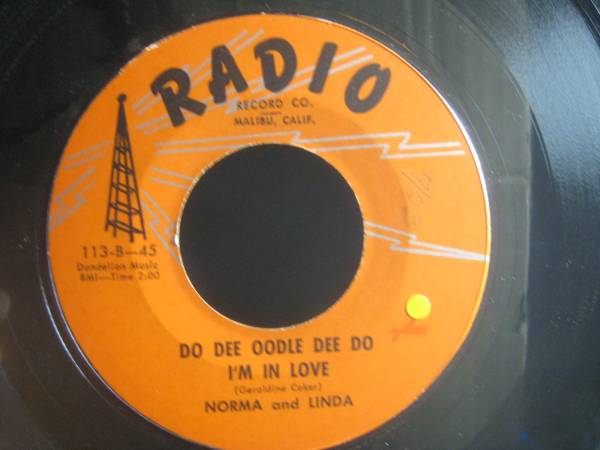 RADIO
RECORD CO.
MALIBU, CALIF.
113-B-45
Dandelion Music
BMI-Time 2:00
DO DEE OODLE DEE DO
I'M IN LOVE
(Geraldine Coker)
NORMA and LINDA